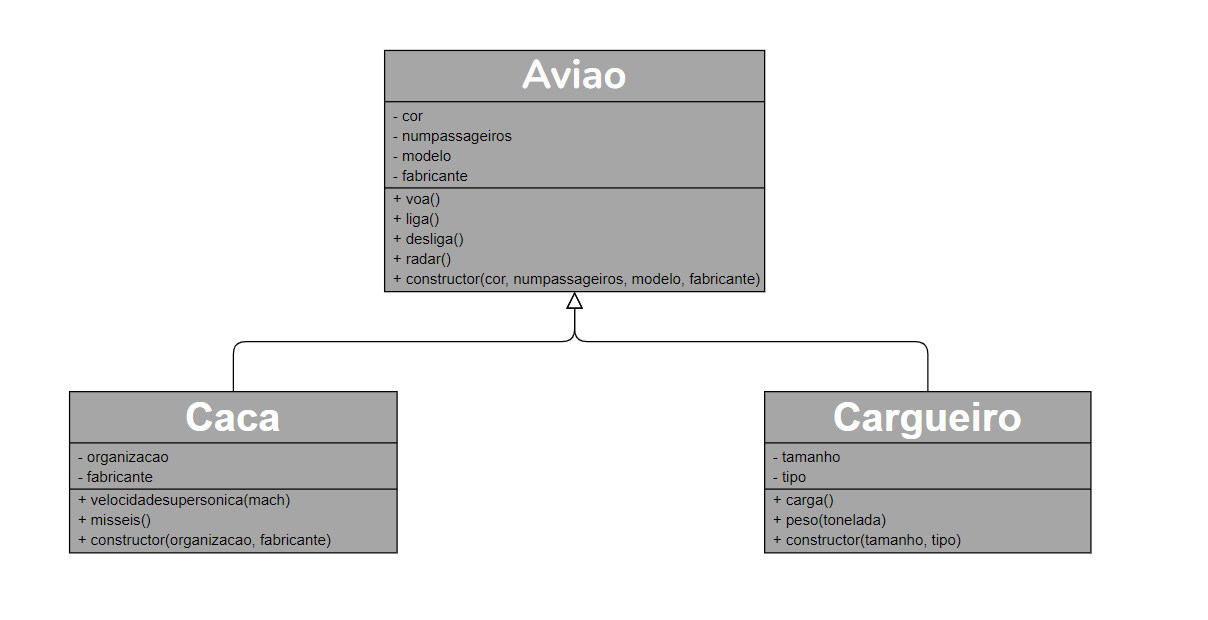 Aviao
- cor
- numpassageiros
- modelo
- fabricante
+ voa()
+ liga()
+ desliga()
+ radar()
+ constructor(cor, numpassageiros, modelo, fabricante)
Caca
- organizacao
- fabricante
+ velocidadesupersonica(mach)
+ misseis()
+ constructor(organizacao, fabricante)
Cargueiro
- tamanho
- tipo
+ carga()
+ peso(tonelada)
+ constructor(tamanho, tipo)